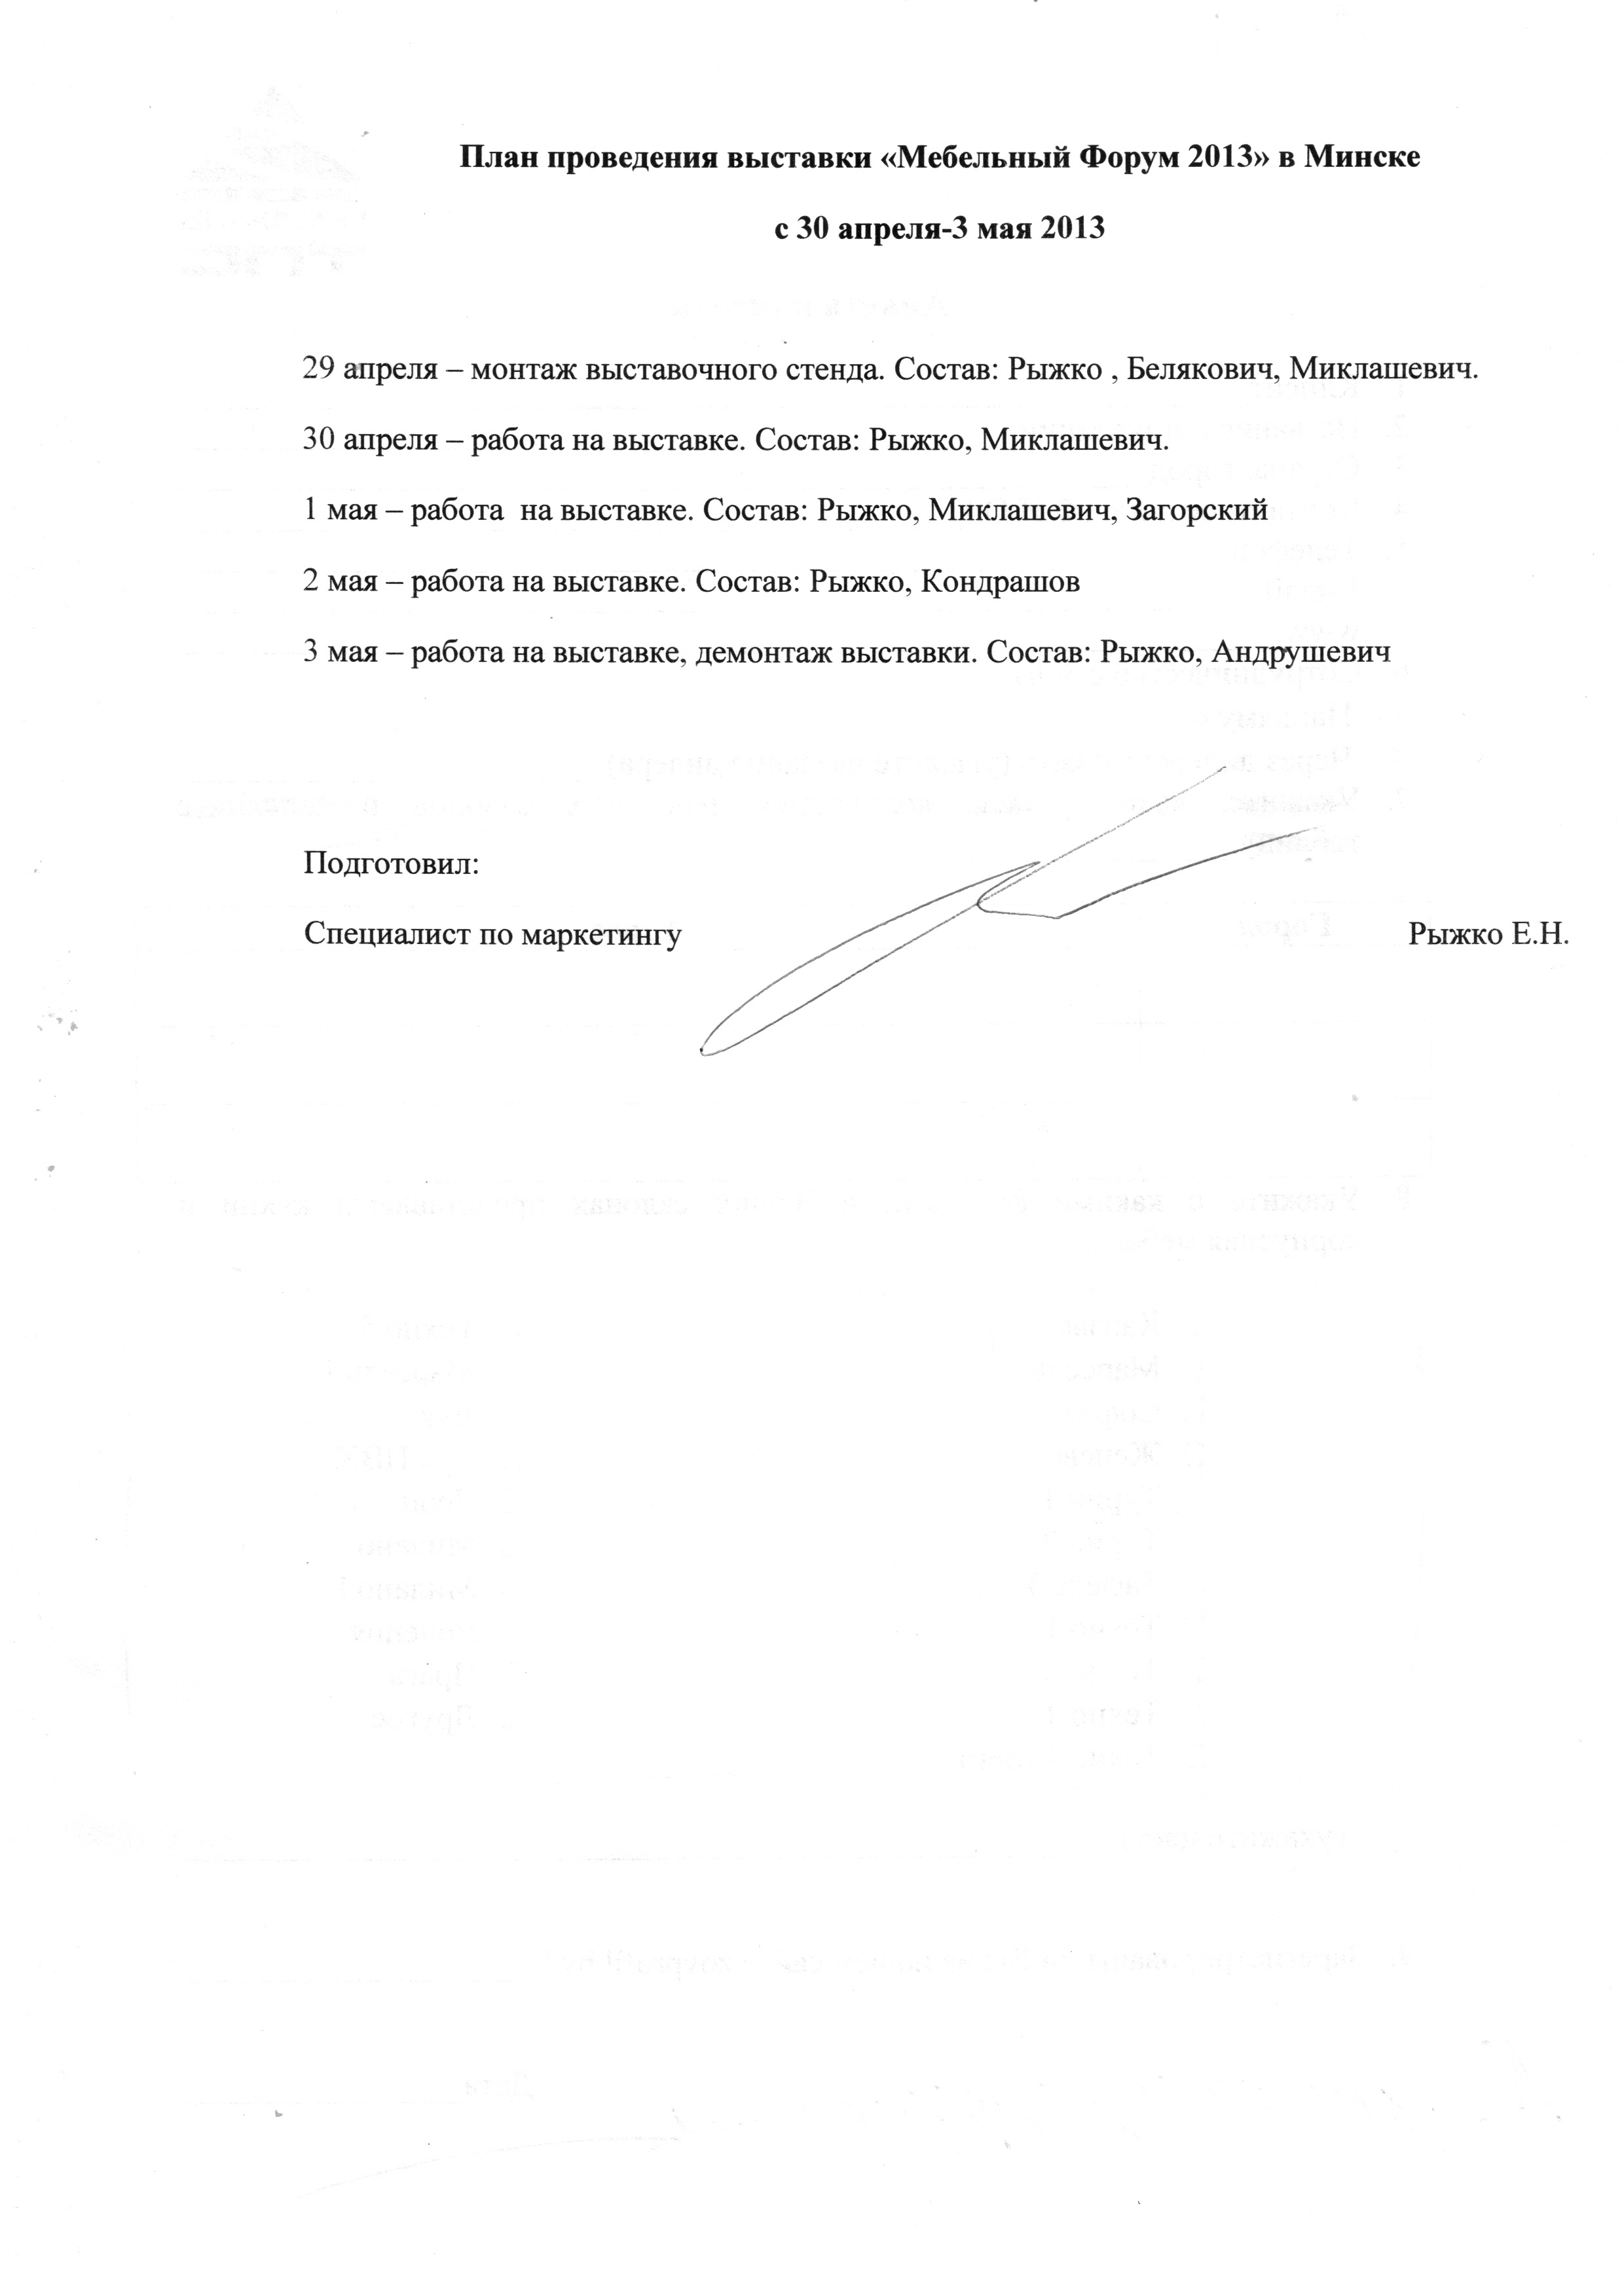 План проведения выставки «Мебельный Форум 2013» в Минске
с 30 апреля-3 мая 2013
29 апреля – монтаж выставочного стенда. Состав: Рыжко , Белякович, Миклашевич.
30 апреля – работа на выставке. Состав: Рыжко, Миклашевич.
1 мая – работа  на выставке. Состав: Рыжко, Миклашевич, Загорский
2 мая – работа на выставке. Состав: Рыжко, Кондрашов
3 мая – работа на выставке, демонтаж выставки. Состав: Рыжко, Андрушевич
Подготовил:
Специалист по маркетингу Рыжко Е.Н.